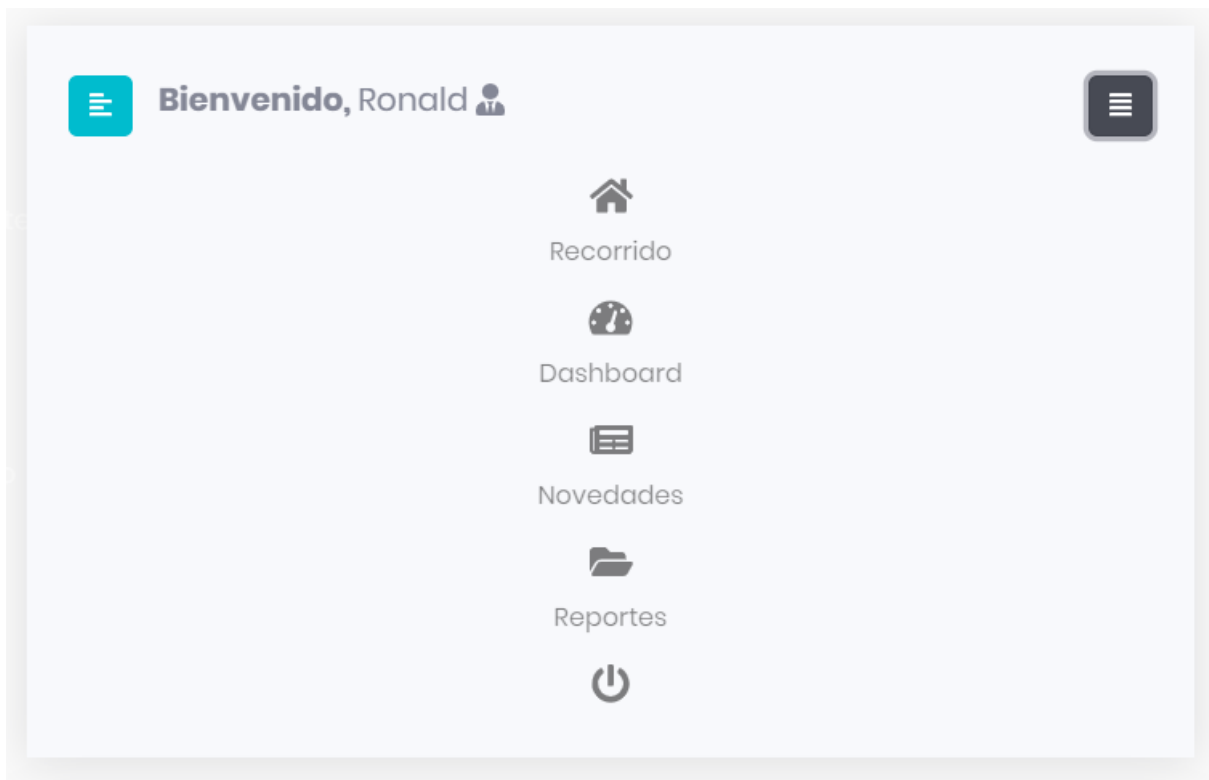 Bienvenido, Ronald
Recorrido
Dashboard
Novedades
Reportes